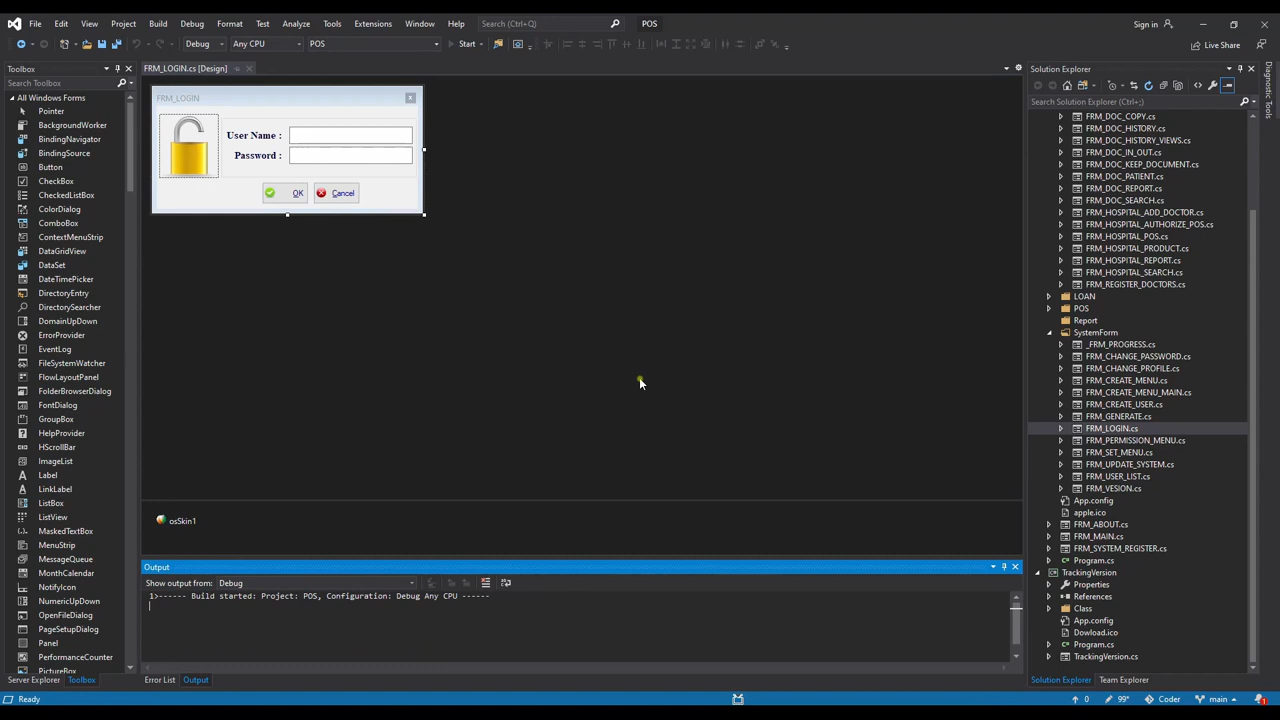 File Edit View Project Build Debug Format Test Analyze Tools Extensions Window Help Search (Ctrl+Q) POS Sign in
Debug Any CPU POS Start Live Share
Toolbox
Search Toolbox
All Windows Forms
Pointer
BackgroundWorker
BindingNavigator
BindingSource
Button
CheckBox
CheckedListBox
ColorDialog
ComboBox
ContextMenuStrip
DataGridView
DataSet
DateTimePicker
DirectoryEntry
DirectorySearcher
DomainUpDown
ErrorProvider
EventLog
FileSystemWatcher
FlowLayoutPanel
FolderBrowserDialog
FontDialog
GroupBox
HelpProvider
HScrollBar
ImageList
Label
LinkLabel
ListBox
ListView
MaskedTextBox
MenuStrip
MessageQueue
MonthCalendar
NotifyIcon
NumericUpDown
OpenFileDialog
PageSetupDialog
Panel
PerformanceCounter
PictureBox
Server Explorer Toolbox
FRM_LOGIN.cs [Design]
FRM_LOGIN
User Name :
Password :
OK Cancel
osSkin1
Output
Show output from: Debug
1>------ Build started: Project: POS, Configuration: Debug Any CPU ------
Error List Output
Solution Explorer
Search Solution Explorer (Ctrl+;)
FRM_DOC_COPY.cs
FRM_DOC_HISTORY.cs
FRM_DOC_HISTORY_VIEWS.cs
FRM_DOC_IN_OUT.cs
FRM_DOC_KEEP_DOCUMENT.cs
FRM_DOC_PATIENT.cs
FRM_DOC_REPORT.cs
FRM_DOC_SEARCH.cs
FRM_HOSPITAL_ADD_DOCTOR.cs
FRM_HOSPITAL_AUTHORIZE_POS.cs
FRM_HOSPITAL_POS.cs
FRM_HOSPITAL_PRODUCT.cs
FRM_HOSPITAL_REPORT.cs
FRM_HOSPITAL_SEARCH.cs
FRM_REGISTER_DOCTORS.cs
LOAN
POS
Report
SystemForm
_FRM_PROGRESS.cs
FRM_CHANGE_PASSWORD.cs
FRM_CHANGE_PROFILE.cs
FRM_CREATE_MENU.cs
FRM_CREATE_MENU_MAIN.cs
FRM_CREATE_USER.cs
FRM_GENERATE.cs
FRM_LOGIN.cs
FRM_PERMISSION_MENU.cs
FRM_SET_MENU.cs
FRM_UPDATE_SYSTEM.cs
FRM_USER_LIST.cs
FRM_VESION.cs
App.config
apple.ico
FRM_ABOUT.cs
FRM_MAIN.cs
FRM_SYSTEM_REGISTER.cs
Program.cs
TrackingVersion
Properties
References
Class
App.config
Dowload.ico
Program.cs
TrackingVersion.cs
Solution Explorer Team Explorer
Diagnostic Tools
Ready 0 99* Coder main 1